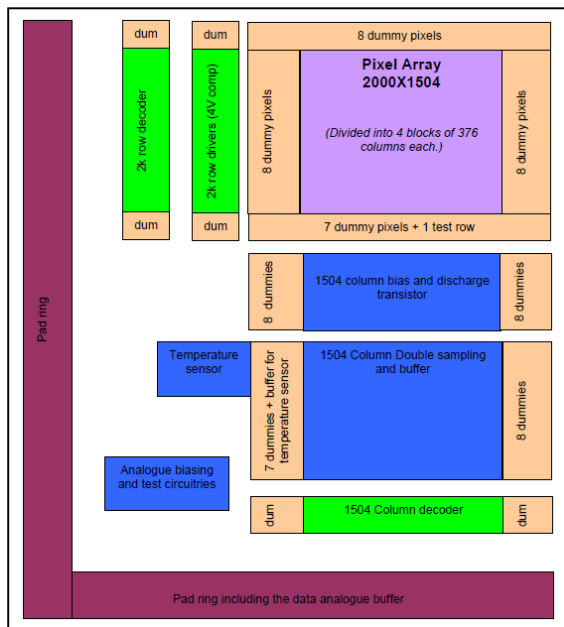 dum
dum
8 dummy pixels
Pad ring
2k row decoder
2k row drivers (4V comp)
8 dummy pixels
Pixel Array
2000X1504
(Divided into 4 blocks of 376
columns each.)
8 dummy pixels
dum
dum
7 dummy pixels + 1 test row
8 dummies
1504 column bias and discharge
transistor
8 dummies
Temperature
sensor
7 dummies + buffer for
temperature sensor
1504 Column Double sampling
and buffer
8 dummies
Analogue biasing
and test circuitries
dum
1504 Column decoder
dum
Pad ring including the data analogue buffer